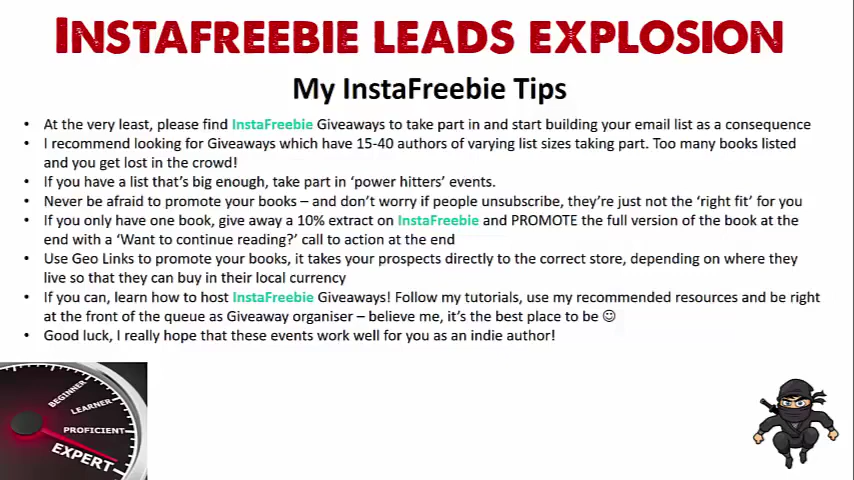 INSTAFREEBIE LEADS EXPLOSION
My InstaFreebie Tips
• At the very least, please find InstaFreebie Giveaways to take part in and start building your email list as a consequence
• I recommend looking for Giveaways which have 15-40 authors of varying list sizes taking part. Too many books listed
and you get lost in the crowd!
• If you have a list that's big enough, take part in 'power hitters' events.
• Never be afraid to promote your books – and don't worry if people unsubscribe, they're just not the 'right fit' for you
• If you only have one book, give away a 10% extract on InstaFreebie and PROMOTE the full version of the book at the
end with a 'Want to continue reading?' call to action at the end
• Use Geo Links to promote your books, it takes your prospects directly to the correct store, depending on where they
live so that they can buy in their local currency
• If you can, learn how to host InstaFreebie Giveaways! Follow my tutorials, use my recommended resources and be right
at the front of the queue as Giveaway organiser – believe me, it's the best place to be ☺
• Good luck, I really hope that these events work well for you as an indie author!
BEGINNER
LEARNER
PROFICIENT
EXPERT